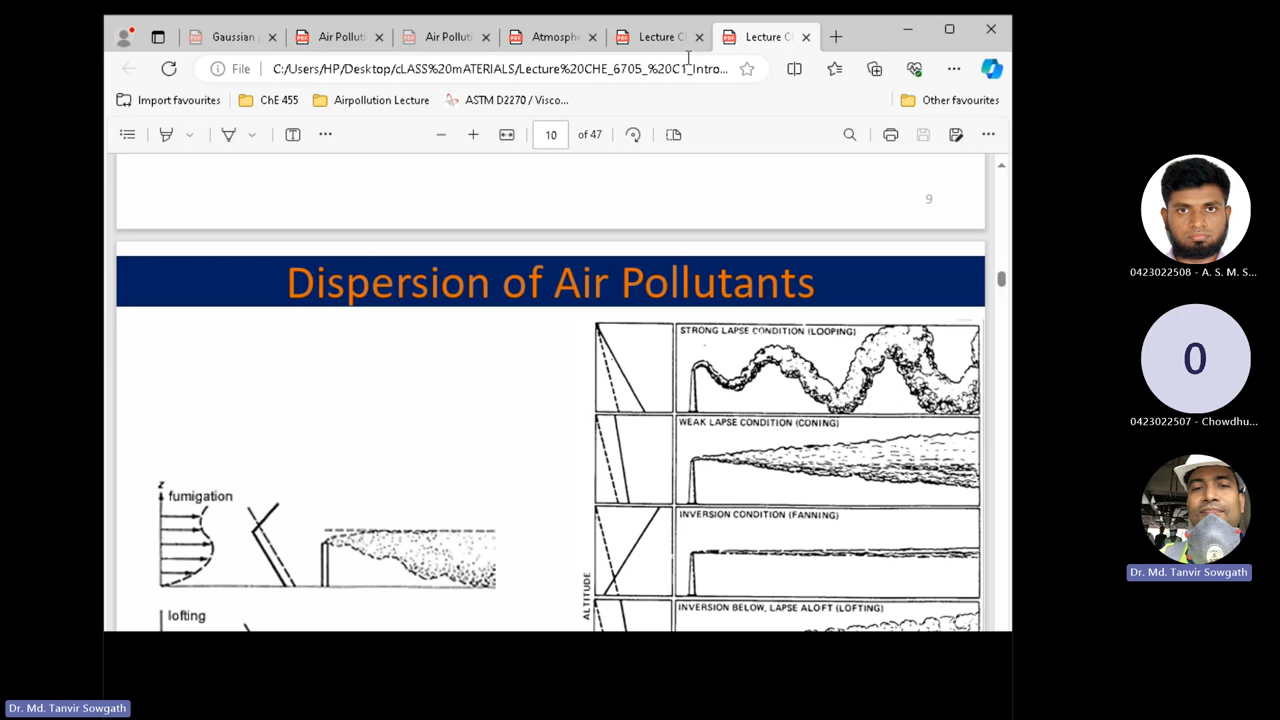 Gaussian
Air Polluti
Air Polluti
Atmosphe
Lecture C
Lecture C
File
C:/Users/HP/Desktop/cLASS%20mATERIALS/Lecture%20CHE_6705_%20C1_Intro...
Import favourites
ChE 455
Airpollution Lecture
ASTM D2270 / Visco...
Other favourites
10 of 47
9
Dispersion of Air Pollutants
STRONG LAPSE CONDITION (LOOPING)
WEAK LAPSE CONDITION (CONING)
z
fumigation
INVERSION CONDITION (FANNING)
ALTITUDE
INVERSION BELOW, LAPSE ALOFT (LOFTING)
lofting
0423022508 - A. S. M. S...
0
0423022507 - Chowdhu...
Dr. Md. Tanvir Sowgath
Dr. Md. Tanvir Sowgath